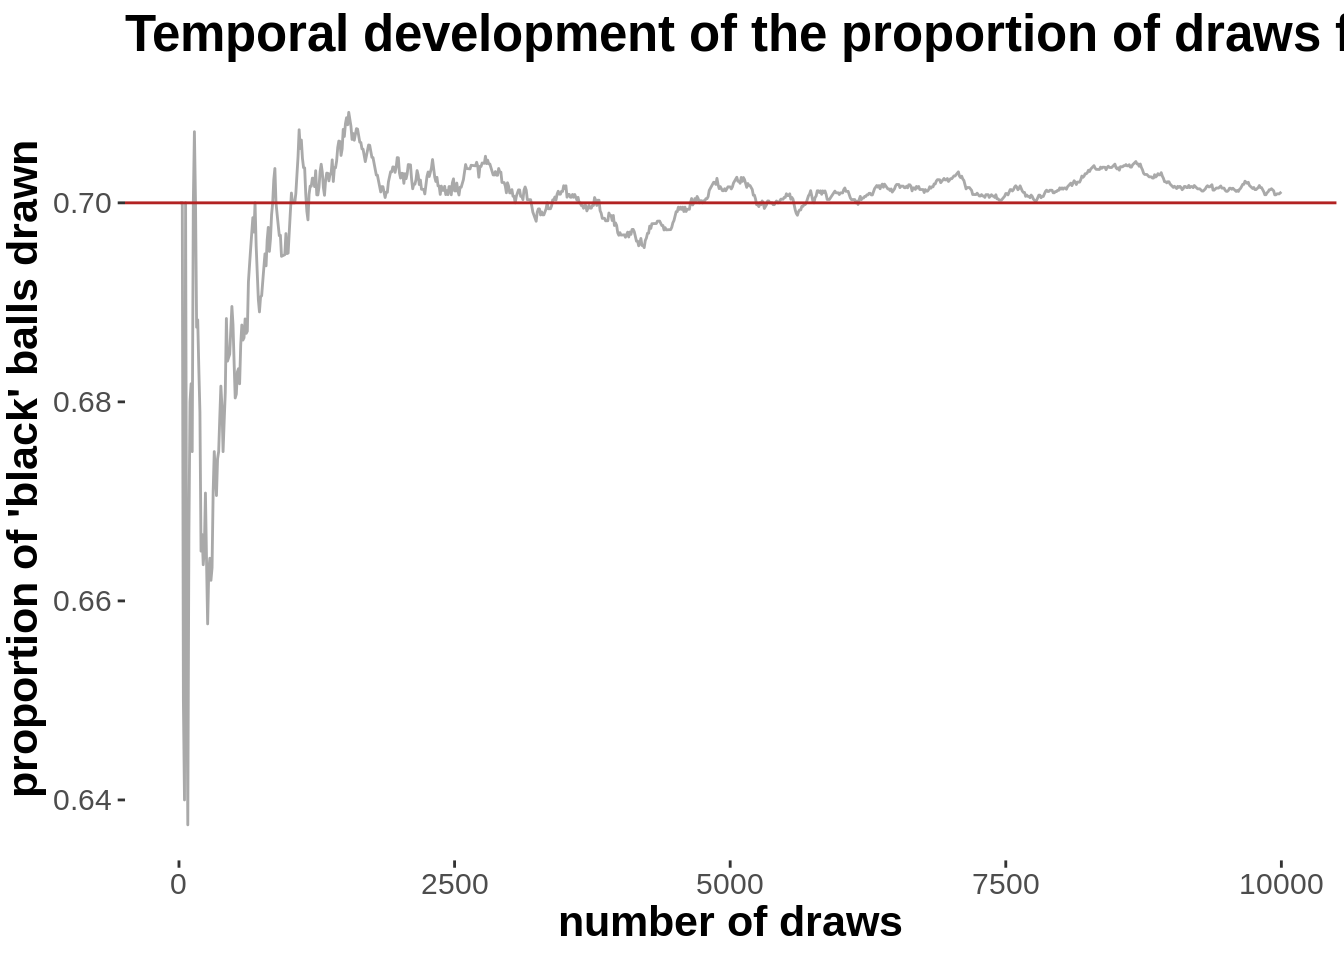 Temporal development of the proportion of draws
proportion of 'black' balls drawn
0.70
0.68
0.66
0.64
0 2500 5000 7500 10000
number of draws